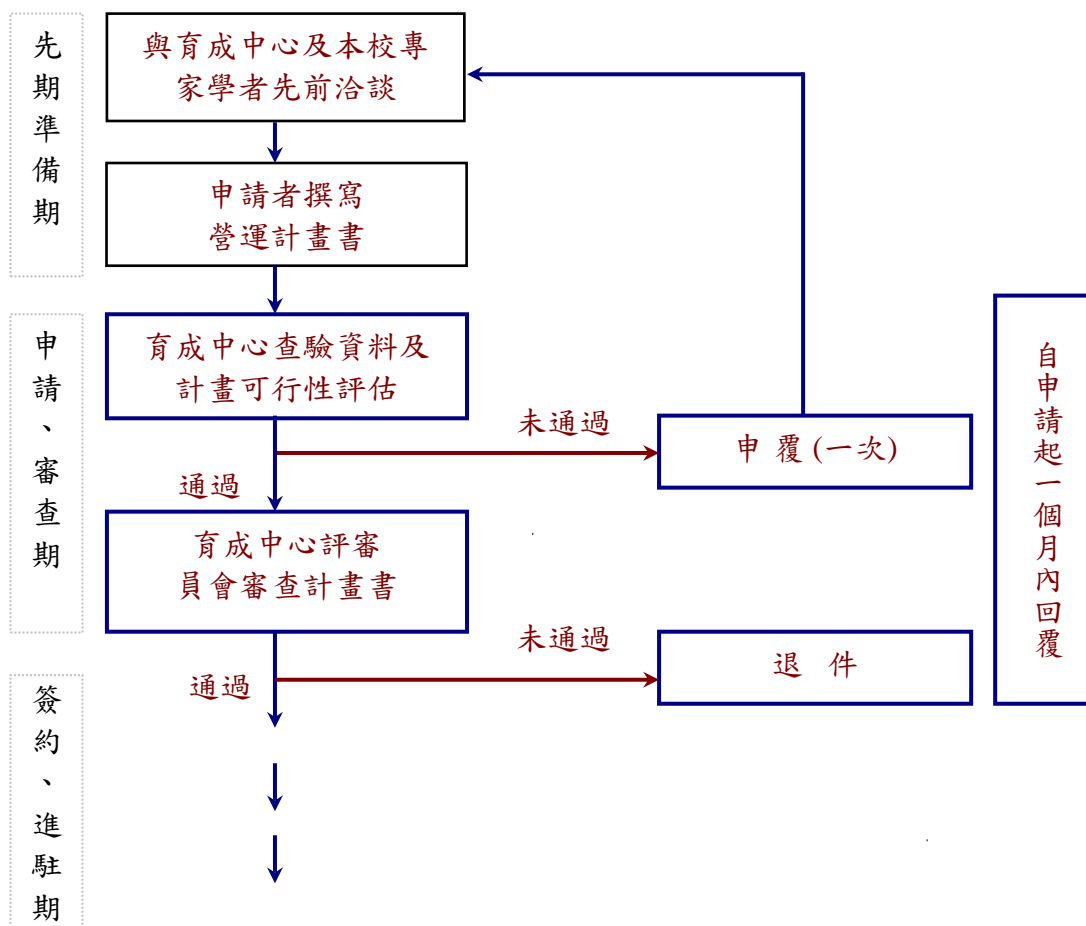 先期準備期
與育成中心及本校專
家學者先前洽談
申請者撰寫
營運計畫書
申請、審查期
育成中心查驗資料及
計畫可行性評估
未通過
申 覆 (一次)
通過
育成中心評審
員會審查計畫書
未通過
退 件
通過
自申請起一個月內回覆
簽約、進駐期